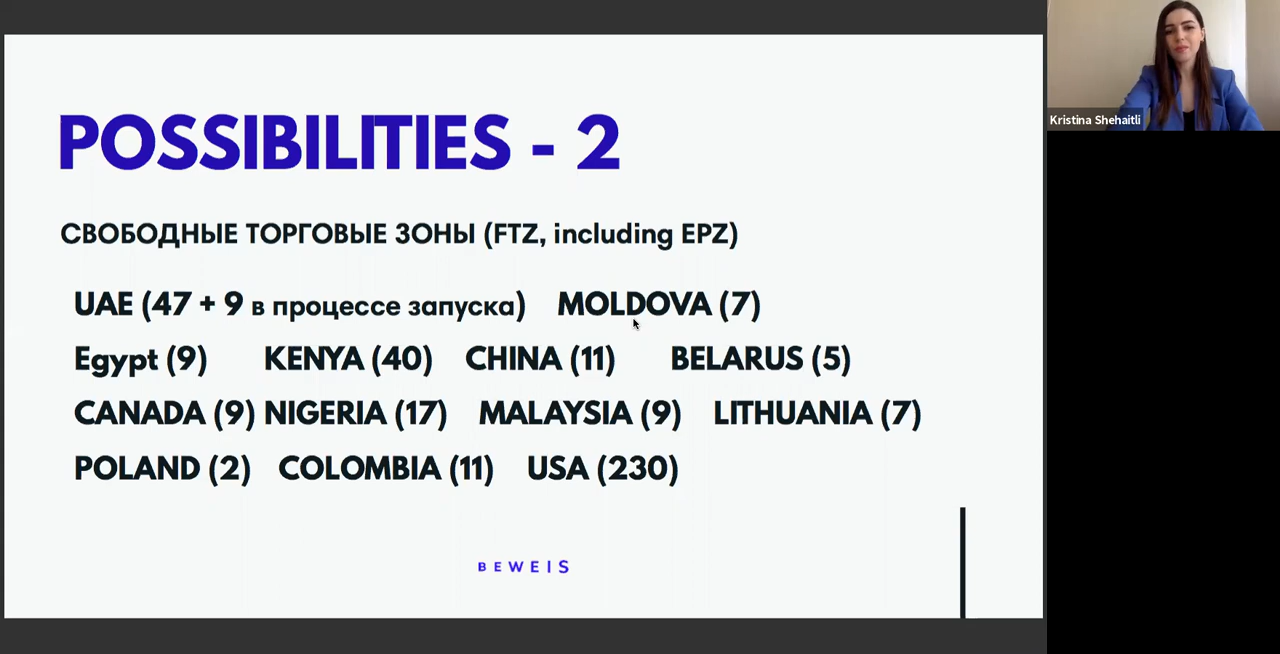 POSSIBILITIES - 2
СВОБОДНЫЕ ТОРГОВЫЕ ЗОНЫ (FTZ, including EPZ)
UAE (47 + 9 в процессе запуска) MOLDOVA (7)
Egypt (9) KENYA (40) CHINA (11) BELARUS (5)
CANADA (9) NIGERIA (17) MALAYSIA (9) LITHUANIA (7)
POLAND (2) COLOMBIA (11) USA (230)
BEWEIS
Kristina Shehaitli